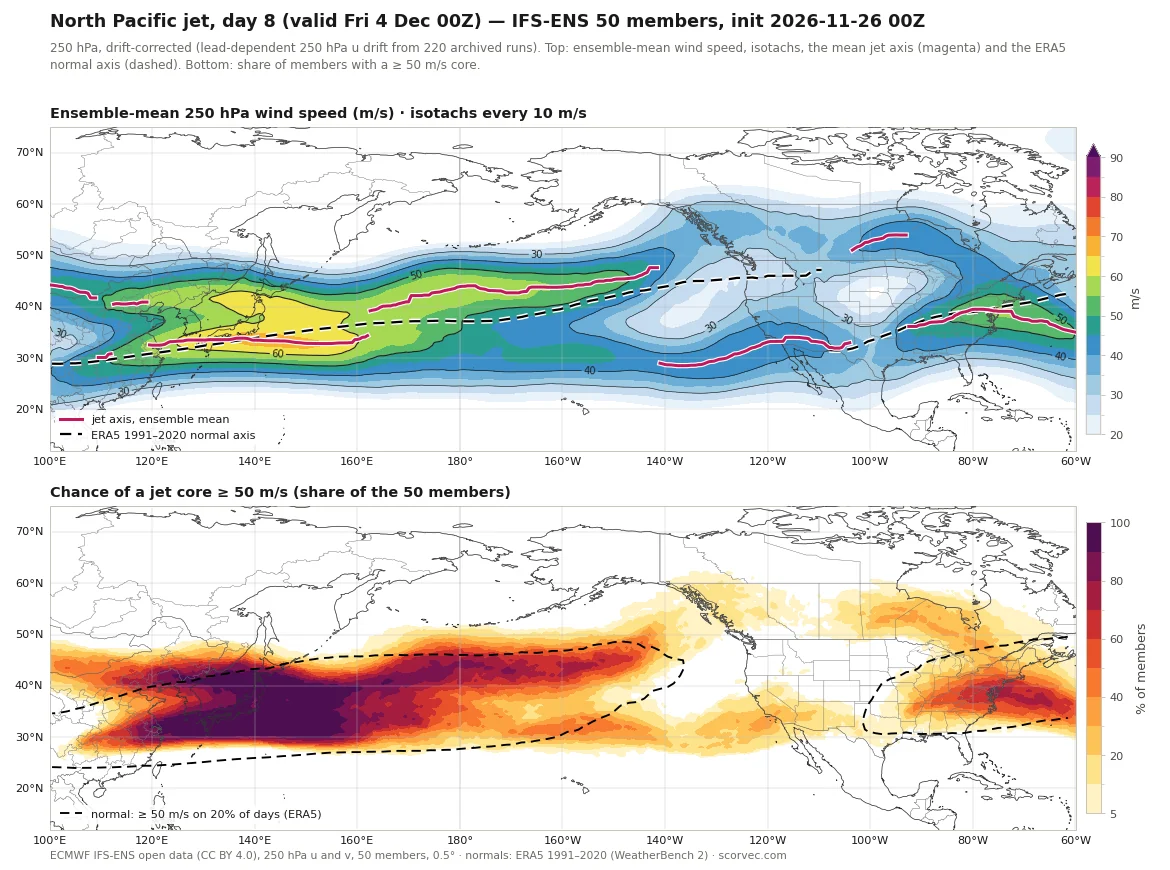 North Pacific jet, day 8 (valid Fri 4 Dec 00Z) — IFS-ENS 50 members, init 2026-11-26 00Z
250 hPa, drift-corrected (lead-dependent 250 hPa u drift from 220 archived runs). Top: ensemble-mean wind speed, isotachs, the mean jet axis (magenta) and the ERA5
normal axis (dashed). Bottom: share of members with a ≥ 50 m/s core.
Ensemble-mean 250 hPa wind speed (m/s) · isotachs every 10 m/s
70°N
60°N
50°N
40°N
30°N
20°N
30
50
30
30
60
40
30
30
50
40
jet axis, ensemble mean
ERA5 1991–2020 normal axis
100°E 120°E 140°E 160°E 180° 160°W 140°W 120°W 100°W 80°W 60°W
90
80
70
60
50
40
30
20
m/s
Chance of a jet core ≥ 50 m/s (share of the 50 members)
70°N
60°N
50°N
40°N
30°N
20°N
normal: ≥ 50 m/s on 20% of days (ERA5)
100°E 120°E 140°E 160°E 180° 160°W 140°W 120°W 100°W 80°W 60°W
100
80
60
40
20
5
% of members
ECMWF IFS-ENS open data (CC BY 4.0), 250 hPa u and v, 50 members, 0.5° · normals: ERA5 1991–2020 (WeatherBench 2) · scorvec.com